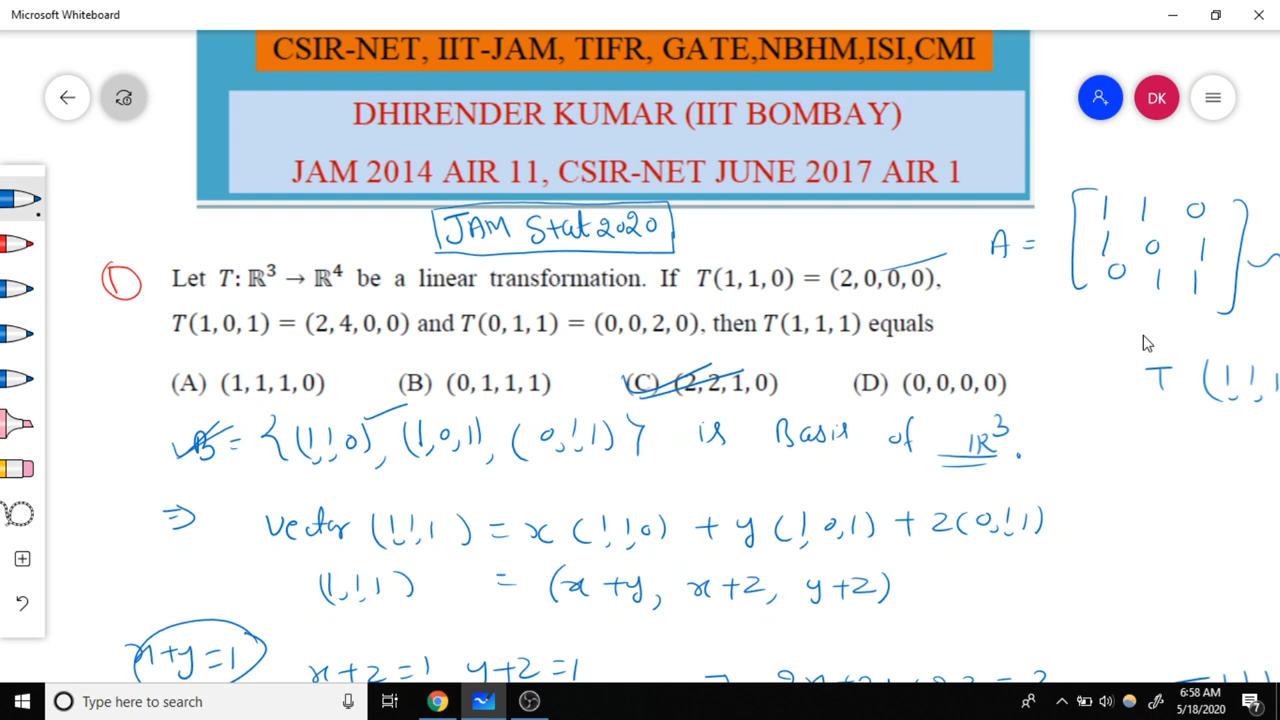 Microsoft Whiteboard
CSIR-NET, IIT-JAM, TIFR, GATE,NBHM,ISI,CMI
DHIRENDER KUMAR (IIT BOMBAY)
JAM 2014 AIR 11, CSIR-NET JUNE 2017 AIR 1
DK
JAM Stat 2020
A = [1 1 0
1 0 1
0 1 1]
① Let T: ℝ³ → ℝ⁴ be a linear transformation. If T(1, 1, 0) = (2, 0, 0, 0),
T(1, 0, 1) = (2, 4, 0, 0) and T(0, 1, 1) = (0, 0, 2, 0), then T(1, 1, 1) equals
T (1,1,1
(A) (1, 1, 1, 0) (B) (0, 1, 1, 1) (C) (2, 2, 1, 0) (D) (0, 0, 0, 0)
B = {(1,1,0), (1,0,1), (0,1,1)} is Basis of ℝ³.
⇒ vector (1,1,1) = x (1,1,0) + y (1,0,1) + z(0,1,1)
(1,1,1) = (x+y, x+z, y+z)
x+y=1
x+z=1 y+z=1
Type here to search
6:58 AM
5/18/2020
7